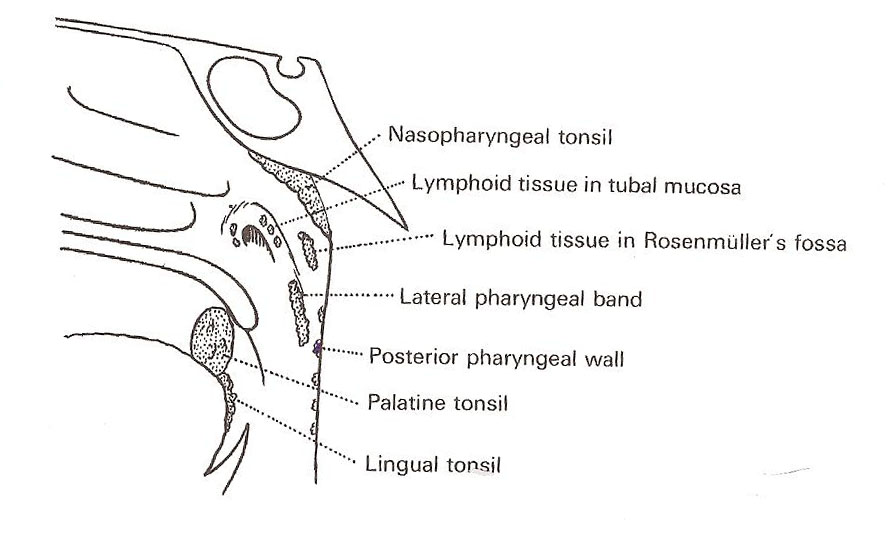 Nasopharyngeal tonsil
Lymphoid tissue in tubal mucosa
Lymphoid tissue in Rosenmüller's fossa
Lateral pharyngeal band
Posterior pharyngeal wall
Palatine tonsil
Lingual tonsil